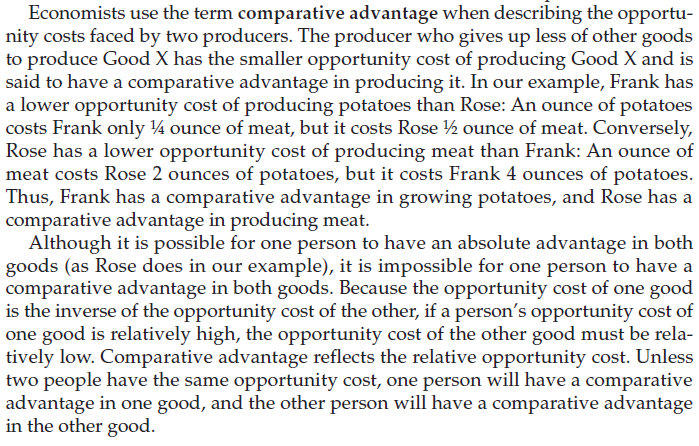 Economists use the term comparative advantage when describing the opportu-
nity costs faced by two producers. The producer who gives up less of other goods
to produce Good X has the smaller opportunity cost of producing Good X and is
said to have a comparative advantage in producing it. In our example, Frank has
a lower opportunity cost of producing potatoes than Rose: An ounce of potatoes
costs Frank only ¼ ounce of meat, but it costs Rose ½ ounce of meat. Conversely,
Rose has a lower opportunity cost of producing meat than Frank: An ounce of
meat costs Rose 2 ounces of potatoes, but it costs Frank 4 ounces of potatoes.
Thus, Frank has a comparative advantage in growing potatoes, and Rose has a
comparative advantage in producing meat.
Although it is possible for one person to have an absolute advantage in both
goods (as Rose does in our example), it is impossible for one person to have a
comparative advantage in both goods. Because the opportunity cost of one good
is the inverse of the opportunity cost of the other, if a person's opportunity cost of
one good is relatively high, the opportunity cost of the other good must be rela-
tively low. Comparative advantage reflects the relative opportunity cost. Unless
two people have the same opportunity cost, one person will have a comparative
advantage in one good, and the other person will have a comparative advantage
in the other good.